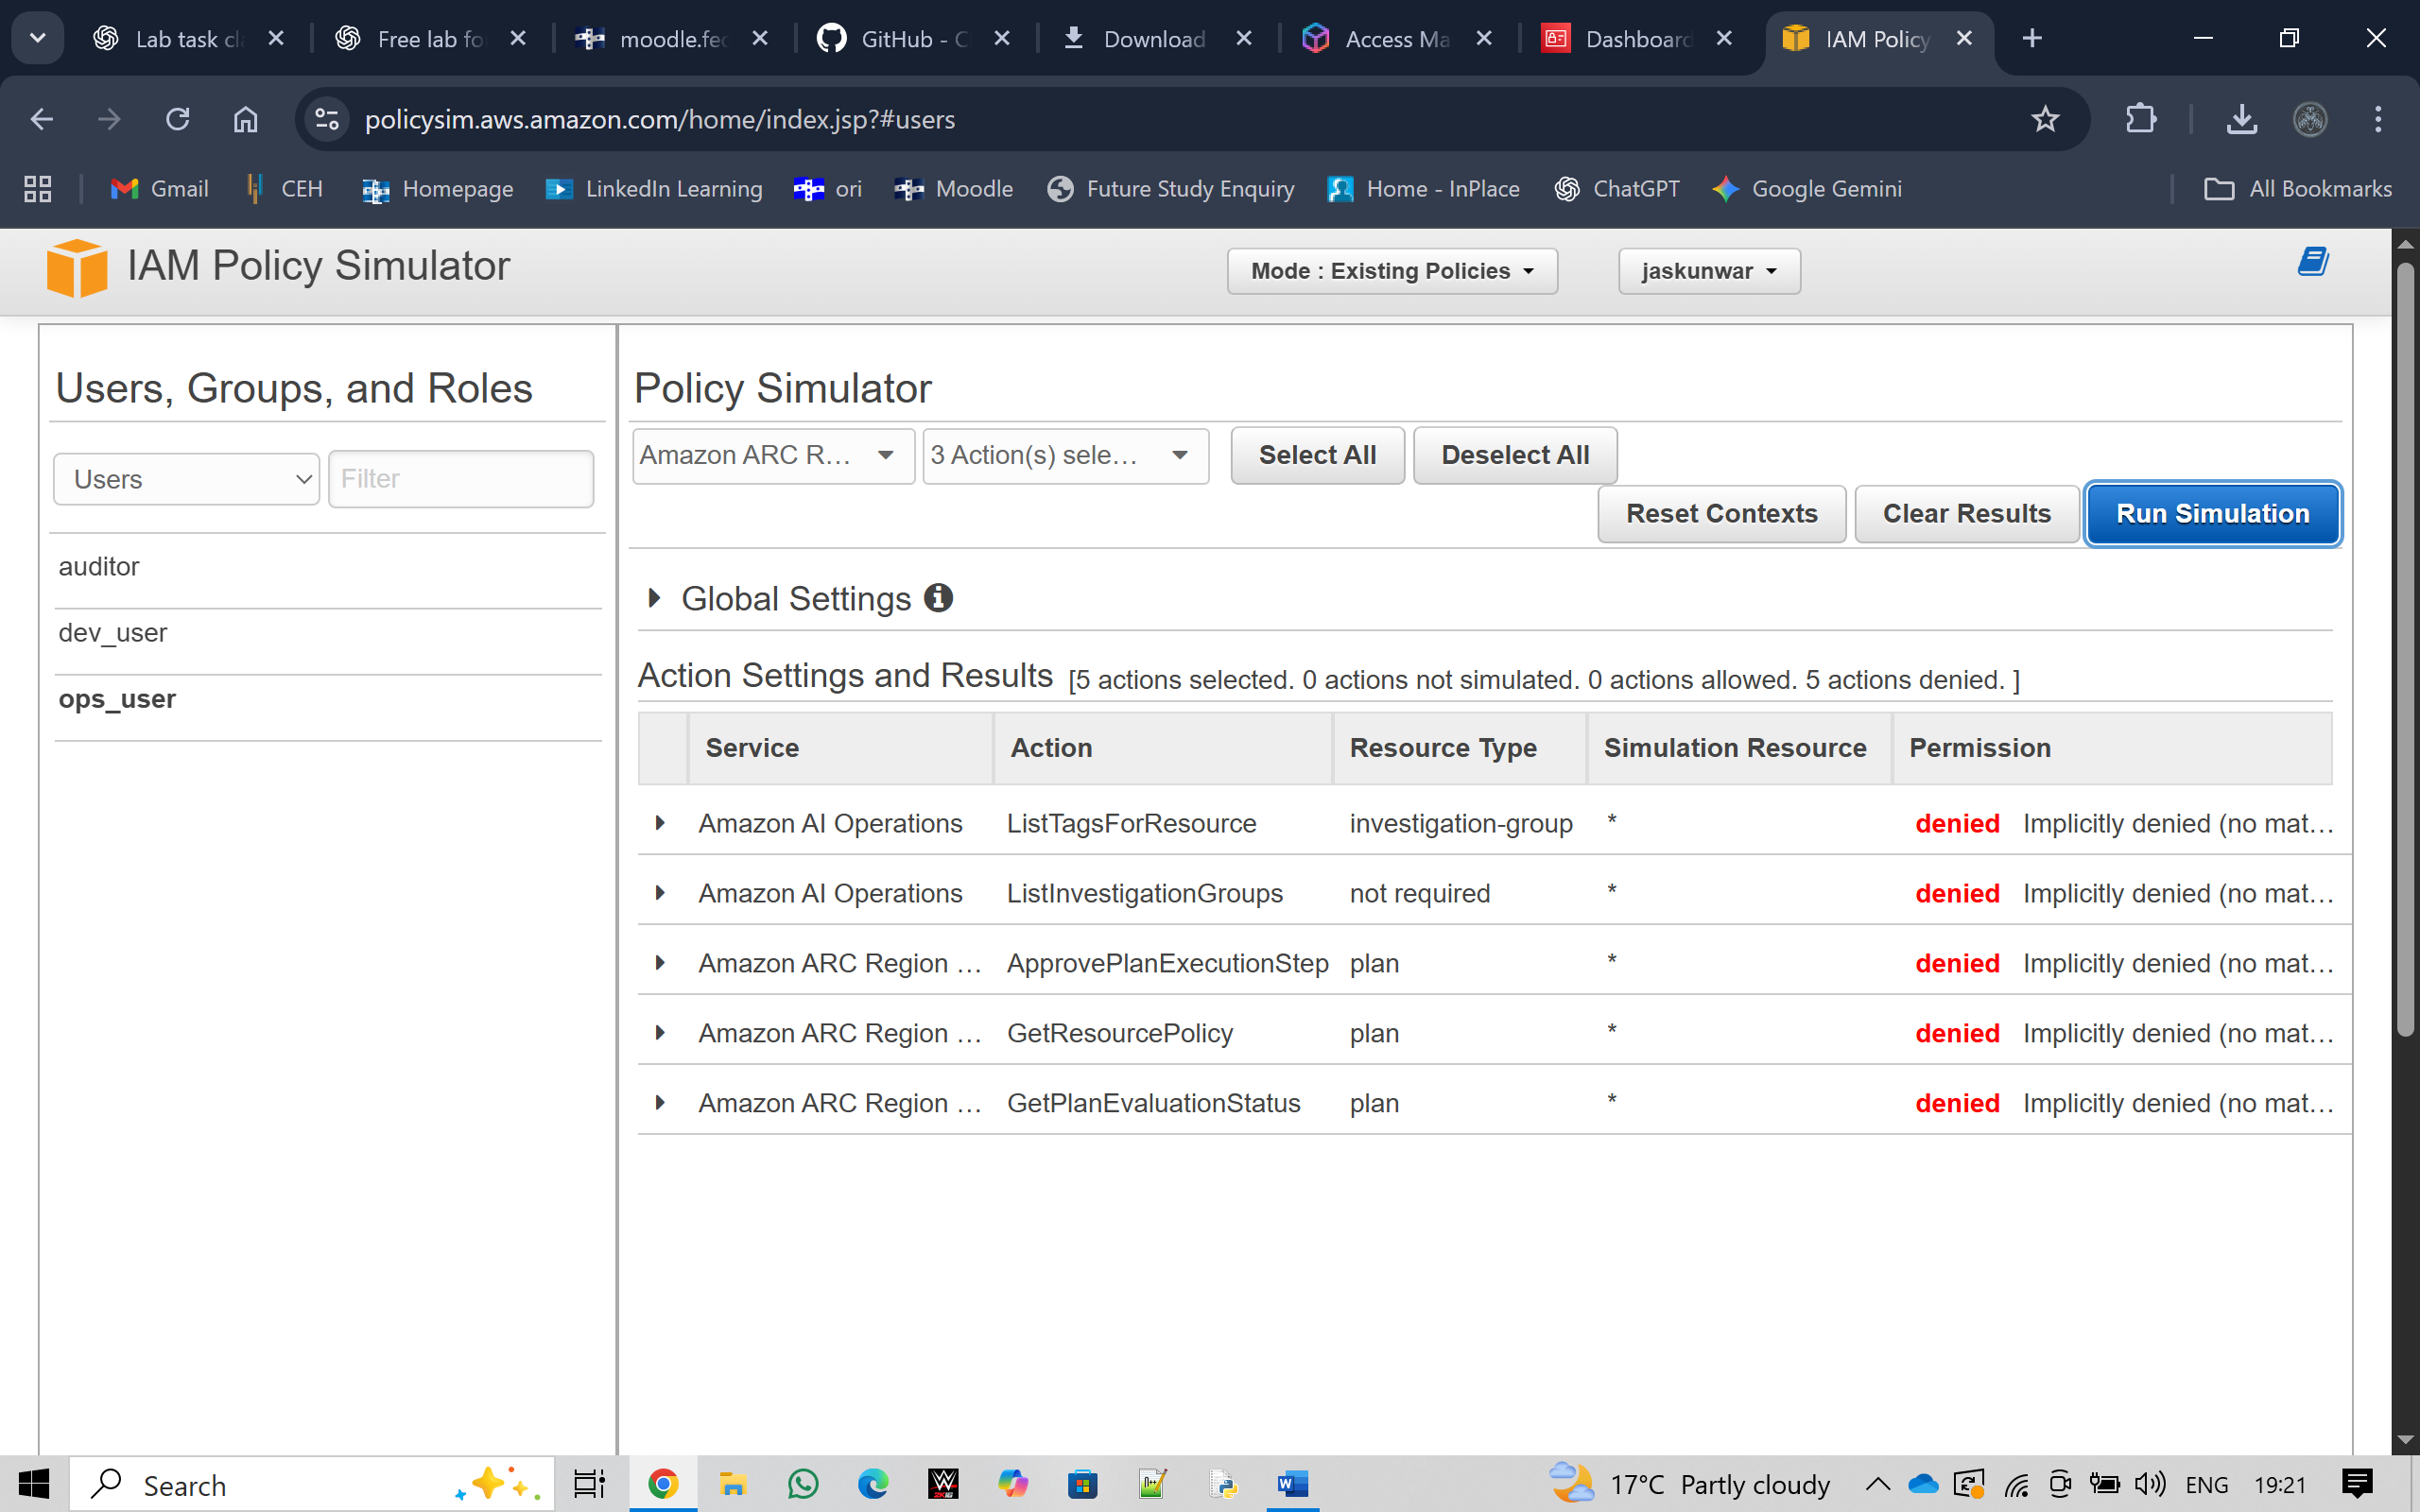 Lab task cl
Free lab fo
moodle.fed
GitHub - C
Download
Access Ma
Dashboard
IAM Policy
policysim.aws.amazon.com/home/index.jsp?#users
Gmail
CEH
Homepage
LinkedIn Learning
ori
Moodle
Future Study Enquiry
Home - InPlace
ChatGPT
Google Gemini
All Bookmarks
IAM Policy Simulator
Mode : Existing Policies
jaskunwar
Users, Groups, and Roles
Users
Filter
auditor
dev_user
ops_user
Policy Simulator
Amazon ARC R...
3 Action(s) sele...
Select All
Deselect All
Reset Contexts
Clear Results
Run Simulation
Global Settings
Action Settings and Results [5 actions selected. 0 actions not simulated. 0 actions allowed. 5 actions denied. ]
Service Action Resource Type Simulation Resource Permission
Amazon AI Operations ListTagsForResource investigation-group * denied Implicitly denied (no mat...
Amazon AI Operations ListInvestigationGroups not required * denied Implicitly denied (no mat...
Amazon ARC Region ... ApprovePlanExecutionStep plan * denied Implicitly denied (no mat...
Amazon ARC Region ... GetResourcePolicy plan * denied Implicitly denied (no mat...
Amazon ARC Region ... GetPlanEvaluationStatus plan * denied Implicitly denied (no mat...
Search
17°C Partly cloudy
ENG
19:21